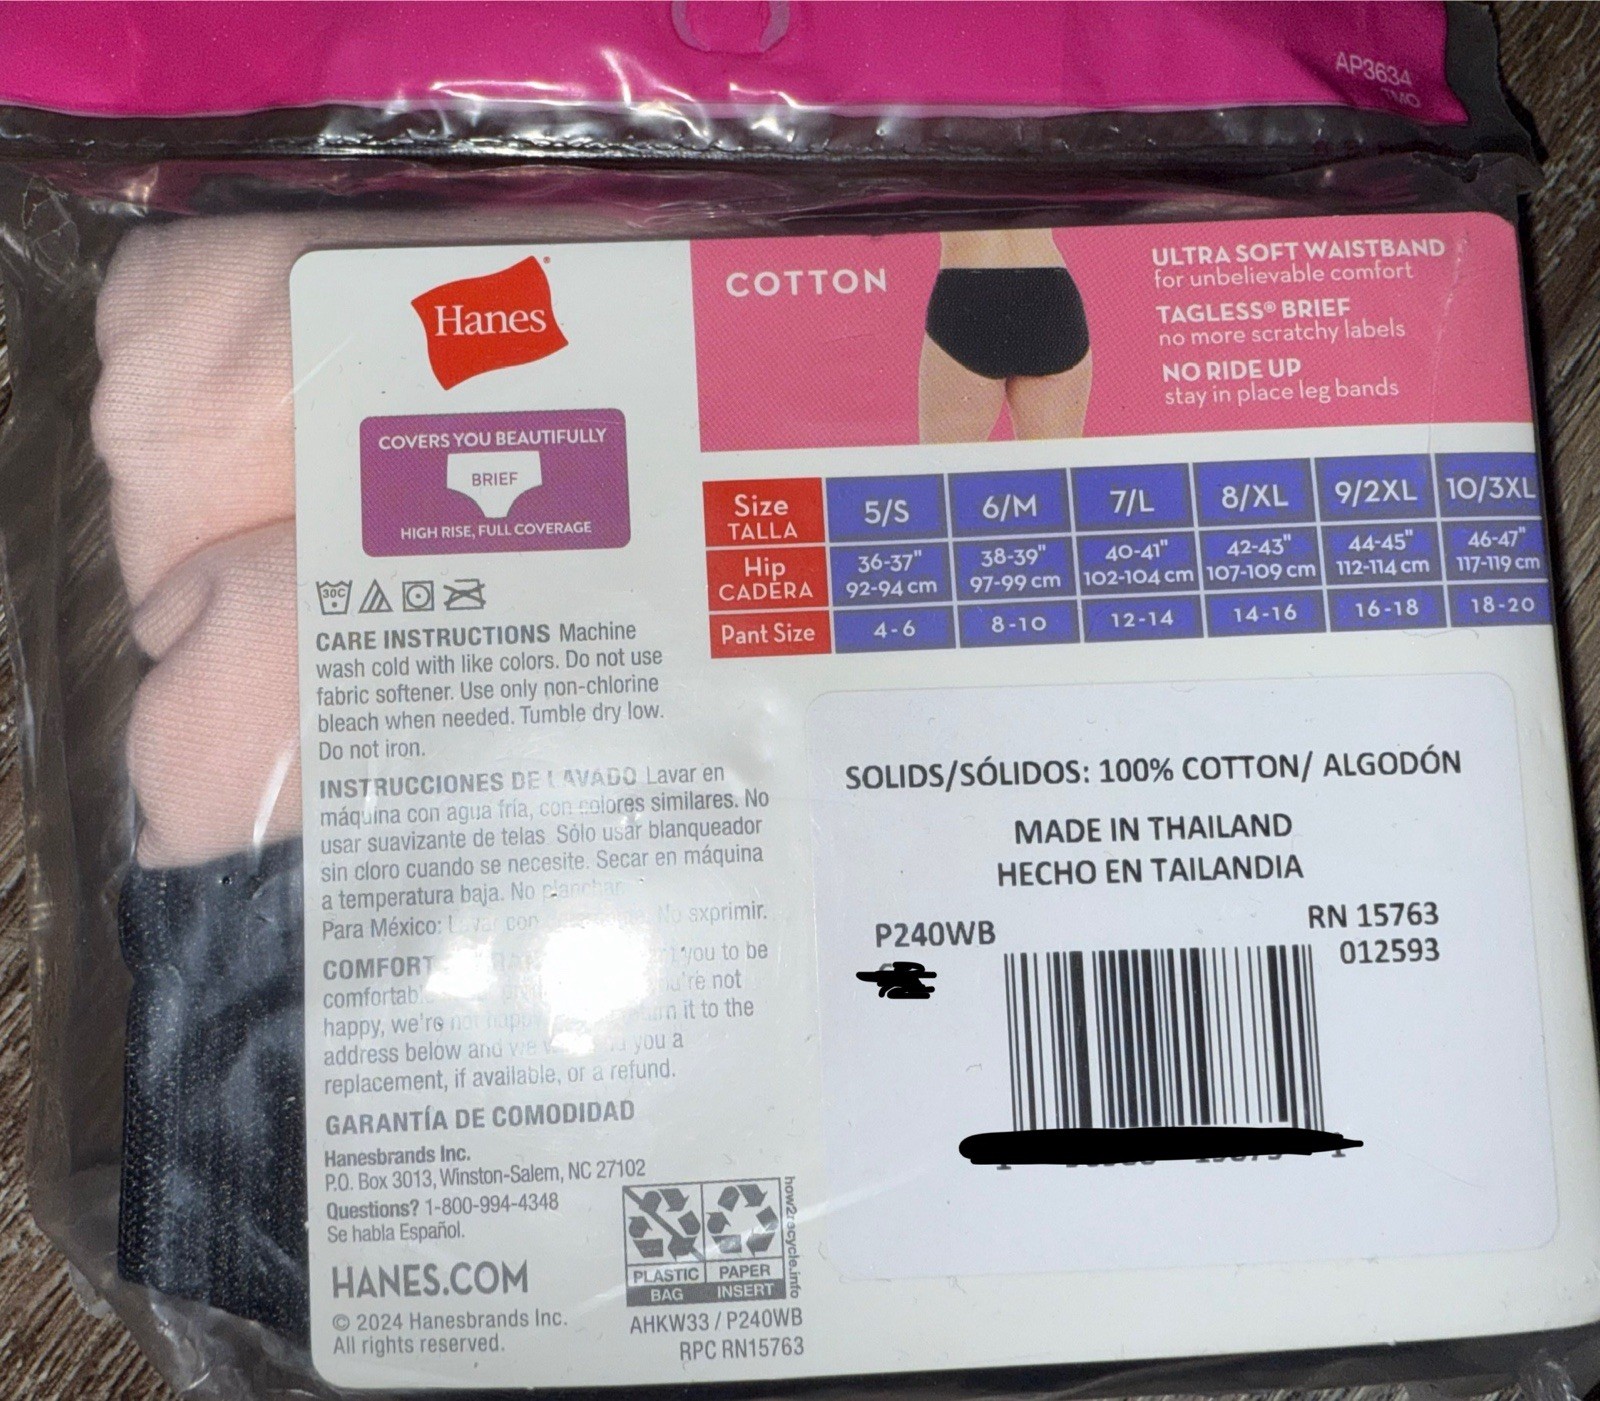 AP3634
TMO
Hanes
COVERS YOU BEAUTIFULLY
BRIEF
HIGH RISE, FULL COVERAGE
COTTON
ULTRA SOFT WAISTBAND
for unbelievable comfort
TAGLESS® BRIEF
no more scratchy labels
NO RIDE UP
stay in place leg bands
Size TALLA 5/S 6/M 7/L 8/XL 9/2XL 10/3XL
Hip CADERA 36-37" 38-39" 40-41" 42-43" 44-45" 46-47"
92-94 cm 97-99 cm 102-104 cm 107-109 cm 112-114 cm 117-119 cm
Pant Size 4-6 8-10 12-14 14-16 16-18 18-20
30C
CARE INSTRUCTIONS Machine
wash cold with like colors. Do not use
fabric softener. Use only non-chlorine
bleach when needed. Tumble dry low.
Do not iron.
INSTRUCCIONES DE LAVADO Lavar en
máquina con agua fría, con colores similares. No
usar suavizante de telas. Sólo usar blanqueador
sin cloro cuando se necesite. Secar en máquina
a temperatura baja. No planchar.
Para México: Lavar con No exprimir.
COMFORT you to be
comfortable. you're not
happy, we're not happy it to the
address below and we you a
replacement, if available, or a refund.
GARANTÍA DE COMODIDAD
Hanesbrands Inc.
P.O. Box 3013, Winston-Salem, NC 27102
Questions? 1-800-994-4348
Se habla Español.
HANES.COM
© 2024 Hanesbrands Inc.
All rights reserved.
PLASTIC PAPER
BAG INSERT
how2recycle.info
AHKW33 / P240WB
RPC RN15763
SOLIDS/SÓLIDOS: 100% COTTON/ ALGODÓN
MADE IN THAILAND
HECHO EN TAILANDIA
P240WB
RN 15763
012593